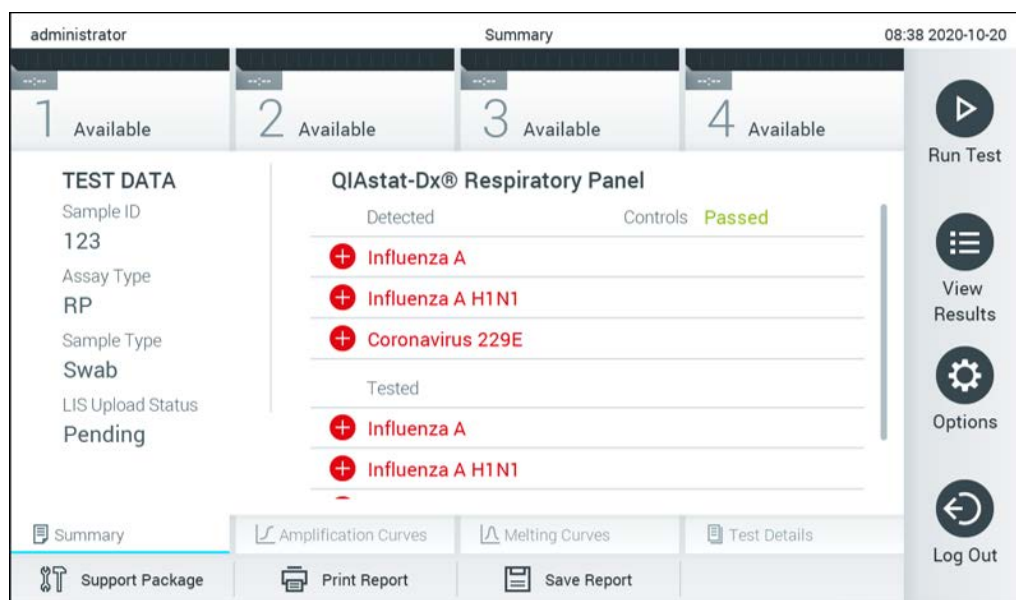 administrator
Summary
08:38 2020-10-20
--:--
1 Available
--:--
2 Available
--:--
3 Available
--:--
4 Available
Run Test
View
Results
Options
Log Out
TEST DATA
Sample ID
123
Assay Type
RP
Sample Type
Swab
LIS Upload Status
Pending
QIAstat-Dx® Respiratory Panel
Detected Controls Passed
Influenza A
Influenza A H1N1
Coronavirus 229E
Tested
Influenza A
Influenza A H1N1
Summary
Amplification Curves
Melting Curves
Test Details
Support Package
Print Report
Save Report